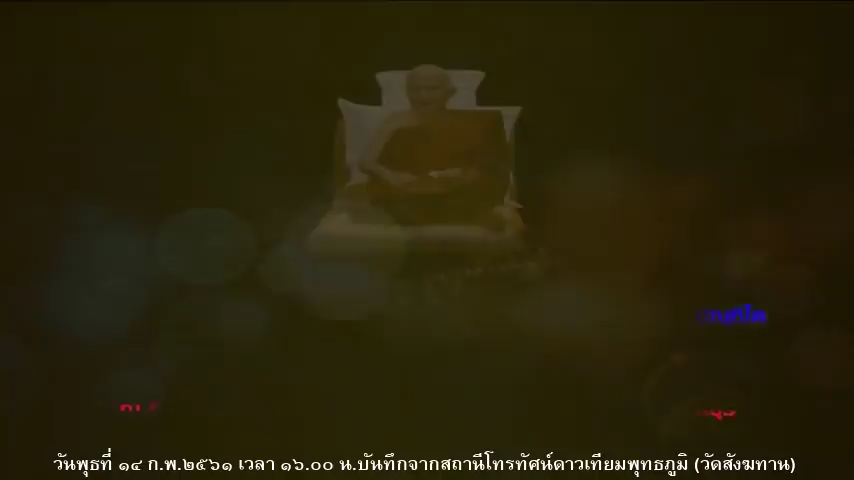 วันพุธที่ ๑๔ ก.พ.๒๕๖๑ เวลา ๑๖.๐๐ น.บันทึกจากสถานีโทรทัศน์ดาวเทียมพุทธภูมิ (วัดสังฆทาน)